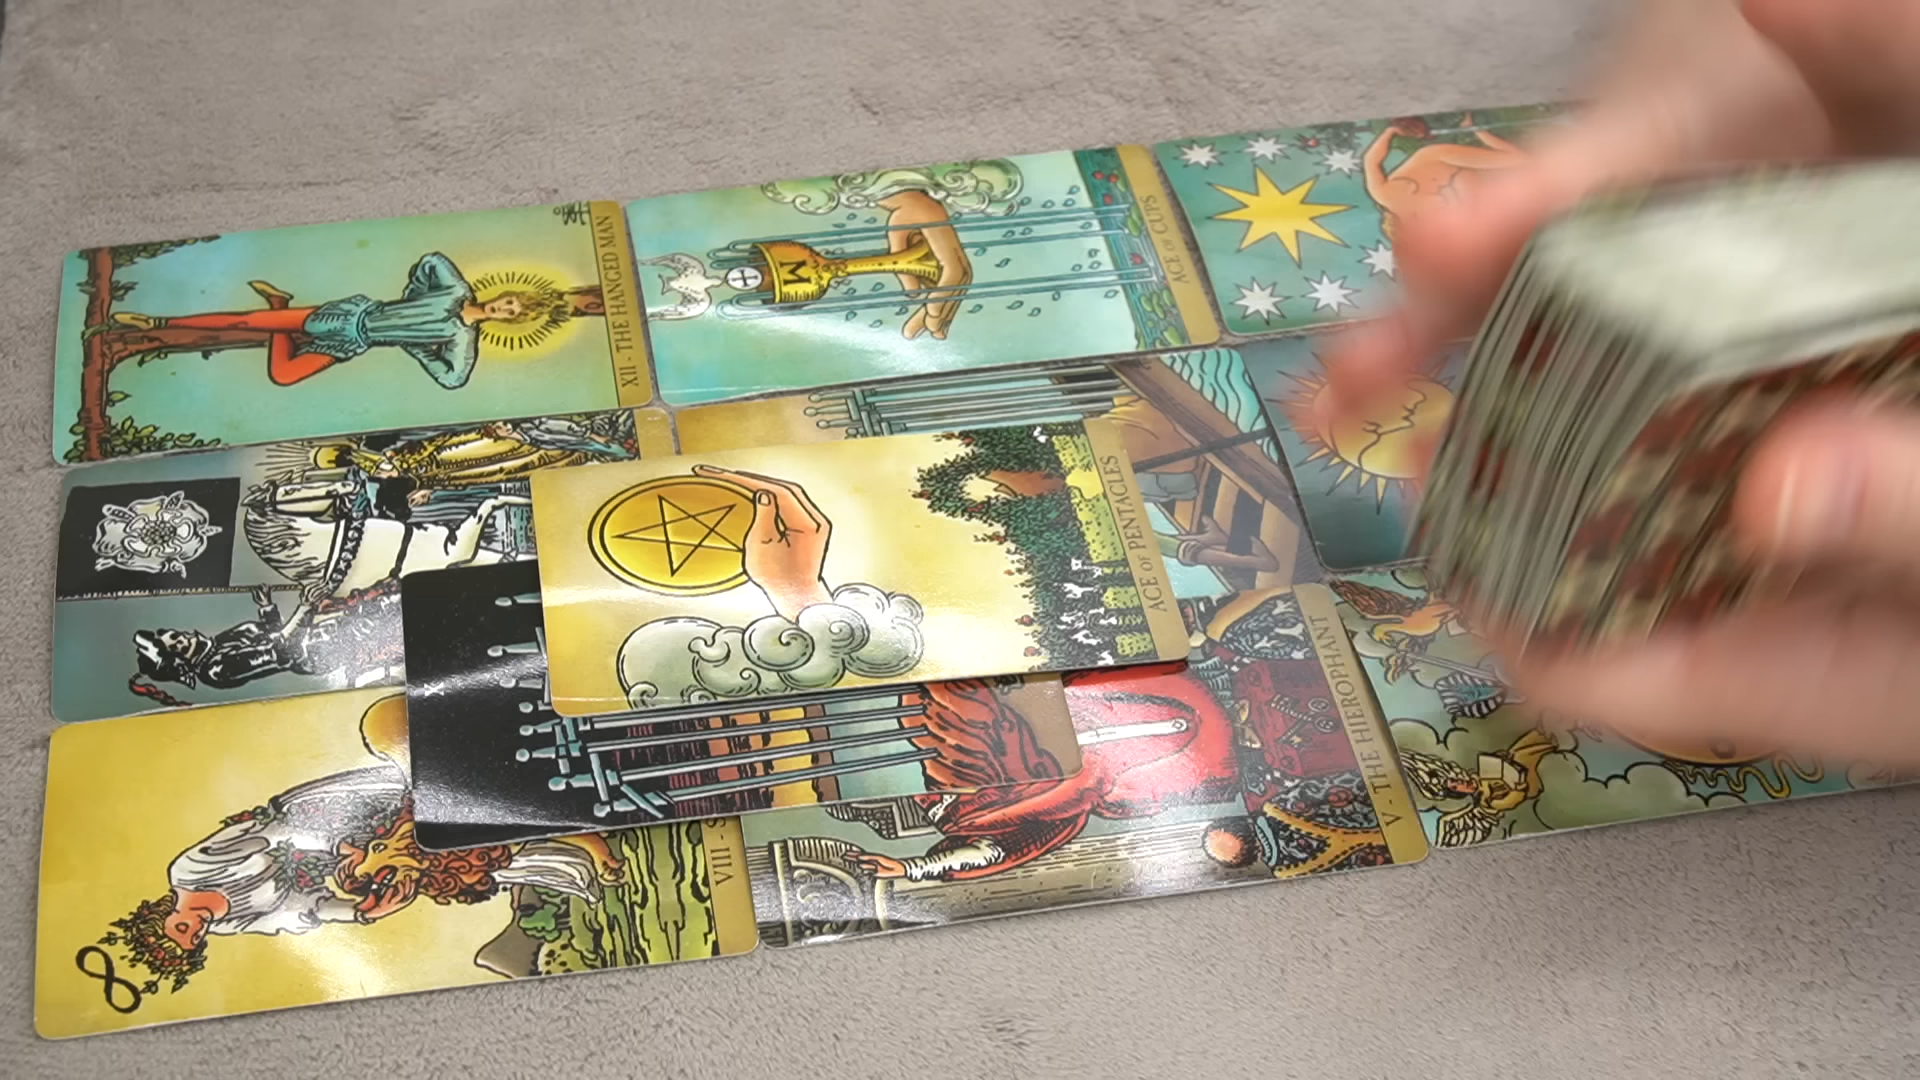 XII - THE HANGED MAN
ACE OF CUPS
ACE OF PENTACLES
V - THE HIEROPHANT
VIII - S
X